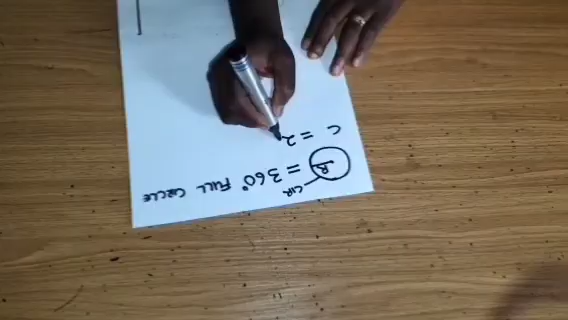 CIR
= 360° FULL CIRCLE
C = 2